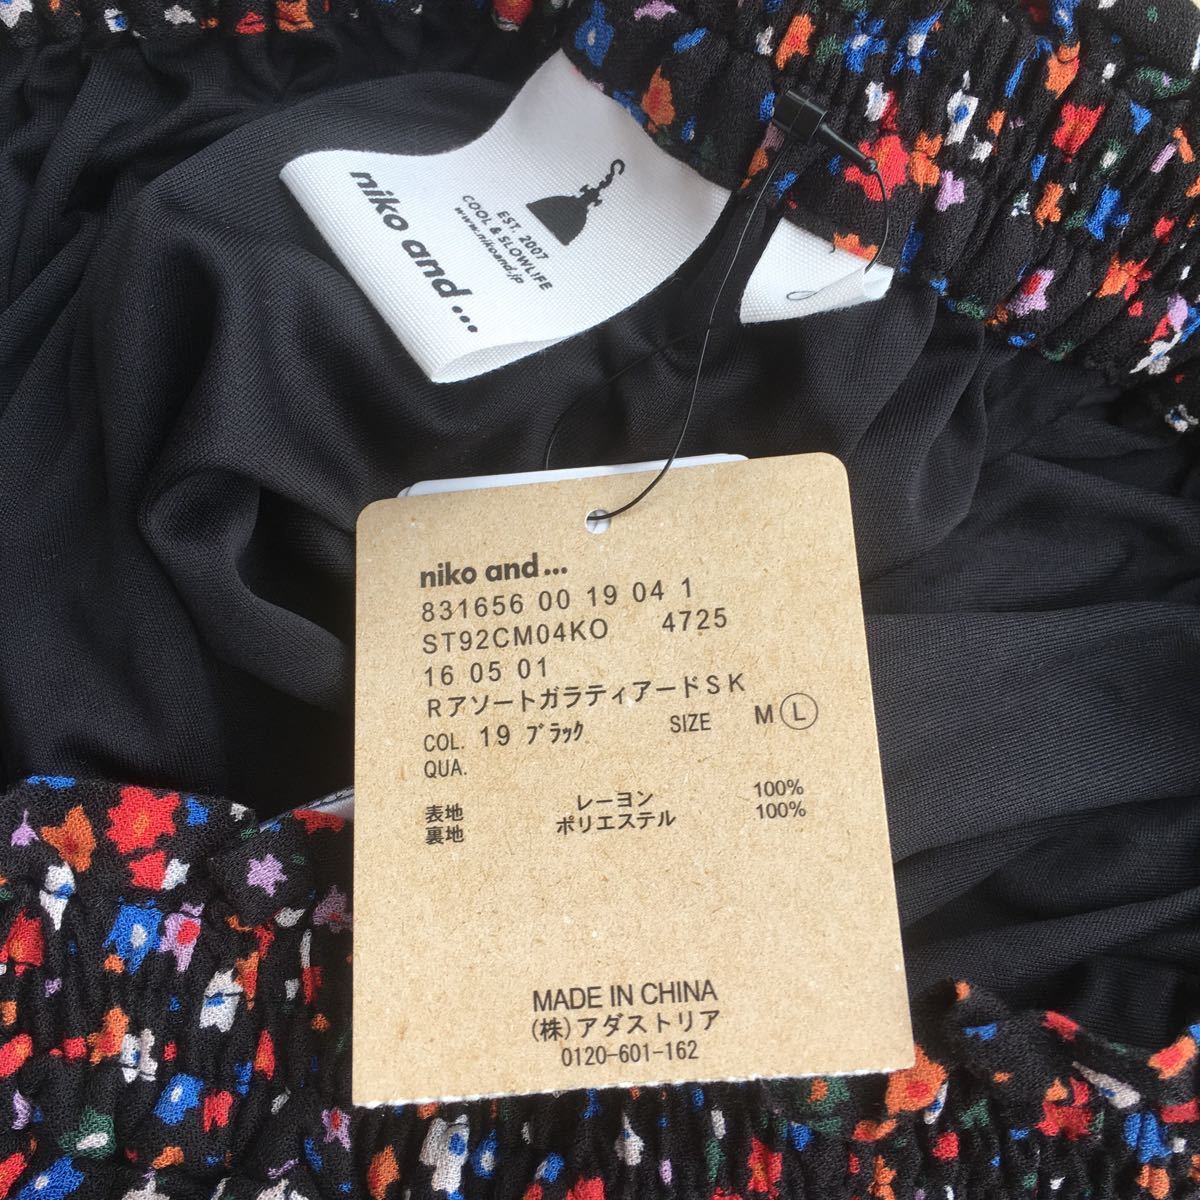 niko and...
EST. 2007
COOL & SLOWLIFE
www.nikoand.jp
niko and...
831656 00 19 04 1
ST92CM04KO 4725
16 05 01
RアソートガラティアードSK
COL. 19 ブラック SIZE M L
QUA.
表地 レーヨン 100%
裏地 ポリエステル 100%
MADE IN CHINA
(株)アダストリア
0120-601-162